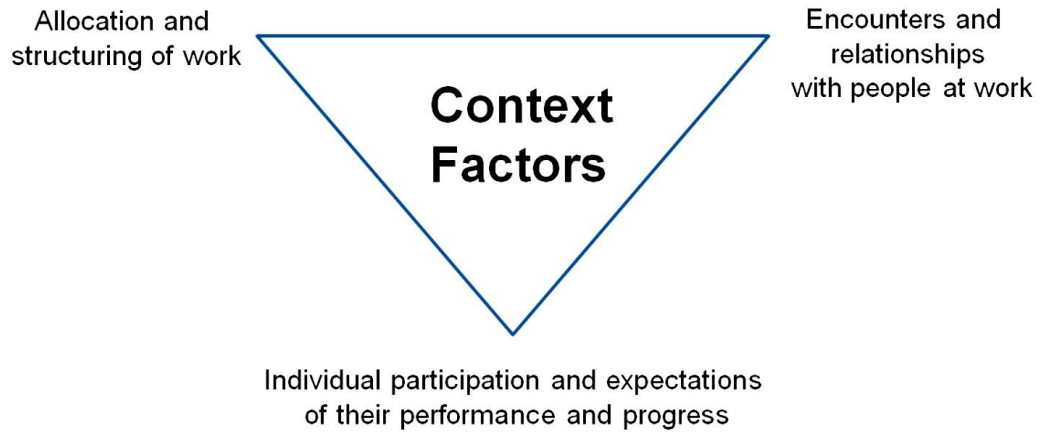 Allocation and
structuring of work
Encounters and
relationships
with people at work
Context
Factors
Individual participation and expectations
of their performance and progress